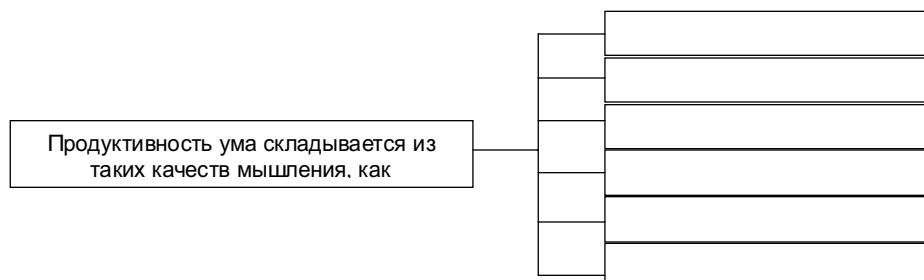 Продуктивность ума складывается из
таких качеств мышления, как